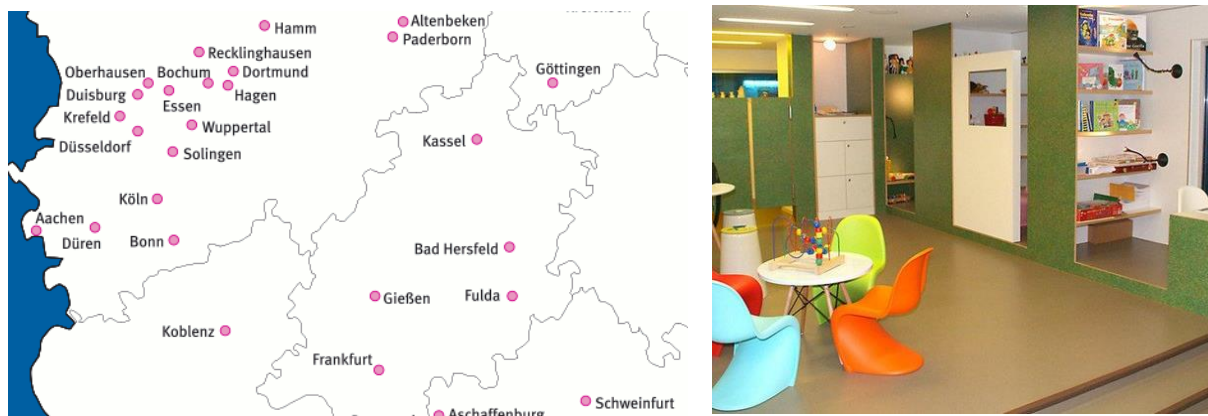 Hamm
Altenbeken
Paderborn
Recklinghausen
Oberhausen
Bochum
Dortmund
Göttingen
Duisburg
Essen
Hagen
Krefeld
Wuppertal
Düsseldorf
Kassel
Solingen
Köln
Aachen
Düren
Bonn
Bad Hersfeld
Gießen
Fulda
Koblenz
Frankfurt
Schweinfurt
Aschaffenburg